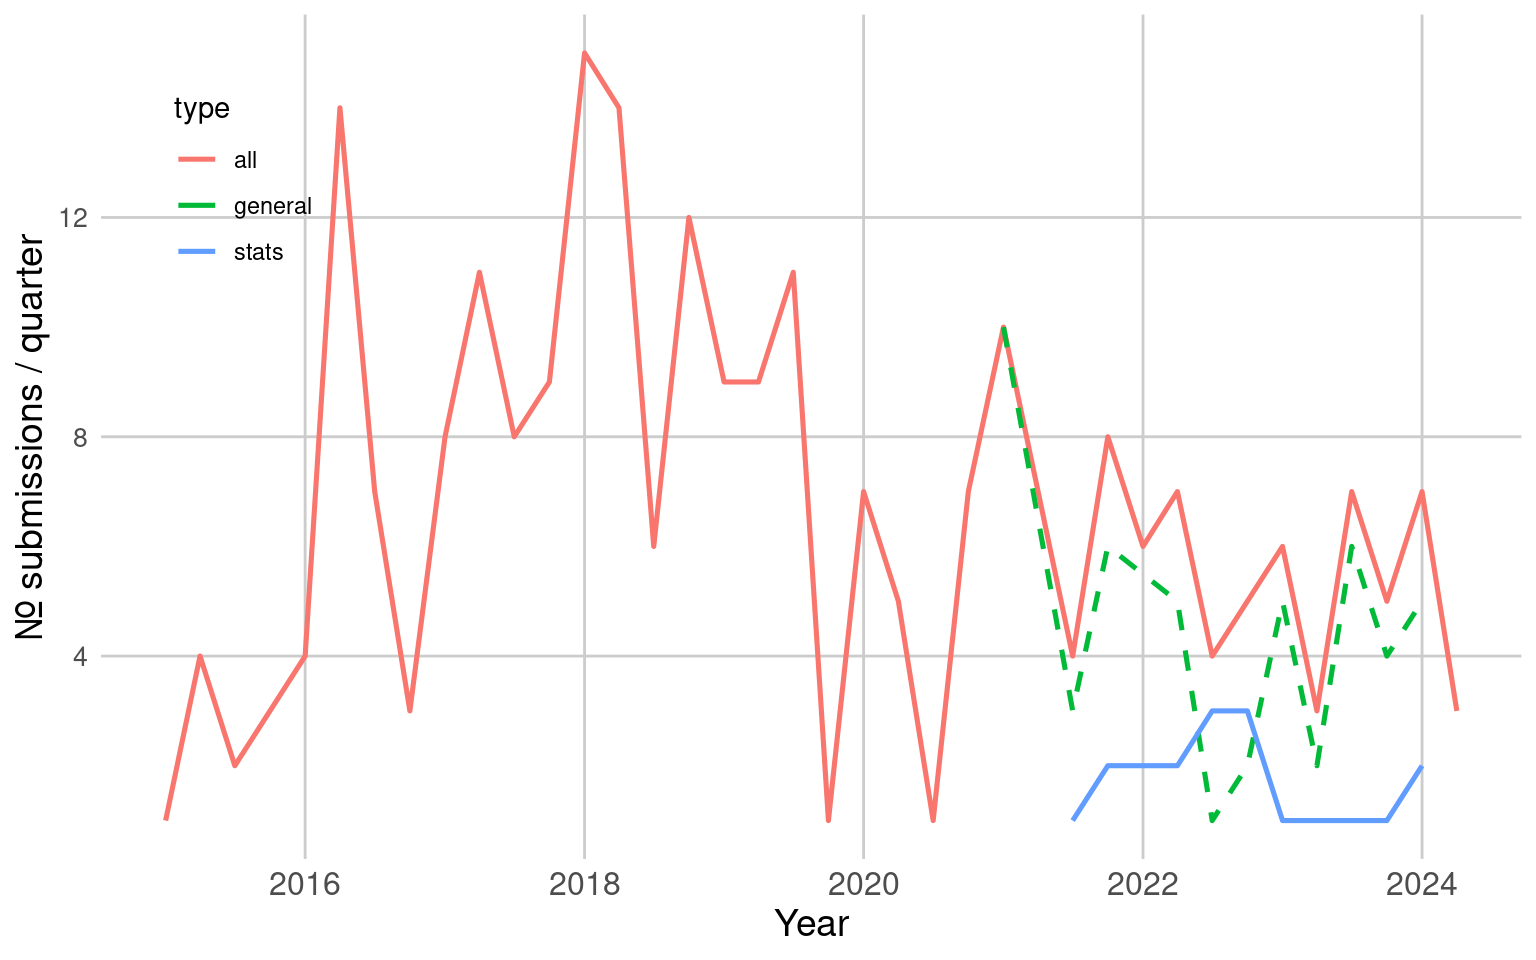 type
all
general
stats
12
8
4
№ submissions / quarter
2016
2018
2020
2022
2024
Year